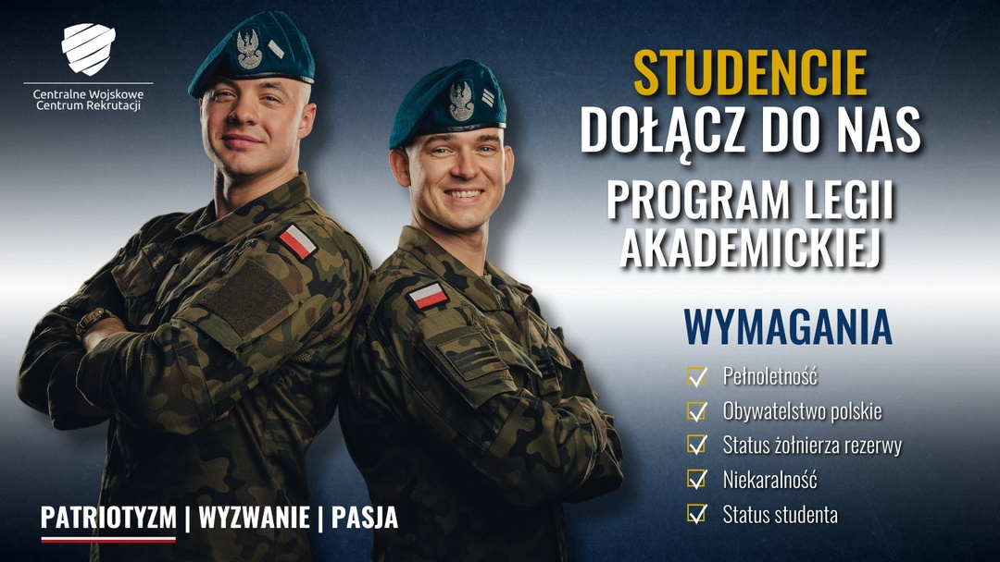 Centralne Wojskowe
Centrum Rekrutacji
STUDENCIE
DOŁĄCZ DO NAS
PROGRAM LEGII
AKADEMICKIEJ
WYMAGANIA
Pełnoletność
Obywatelstwo polskie
Status żołnierza rezerwy
Niekaralność
Status studenta
PATRIOTYZM | WYZWANIE | PASJA